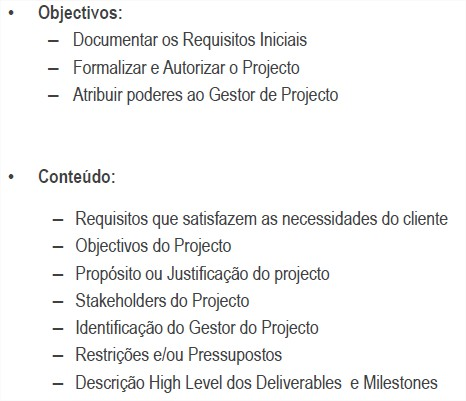 • Objectivos:
– Documentar os Requisitos Iniciais
– Formalizar e Autorizar o Projecto
– Atribuir poderes ao Gestor de Projecto
• Conteúdo:
– Requisitos que satisfazem as necessidades do cliente
– Objectivos do Projecto
– Propósito ou Justificação do projecto
– Stakeholders do Projecto
– Identificação do Gestor do Projecto
– Restrições e/ou Pressupostos
– Descrição High Level dos Deliverables e Milestones